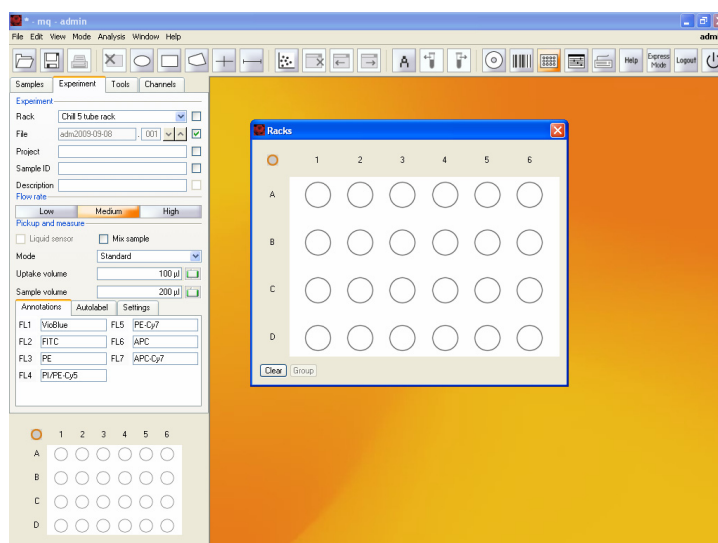 * - mq - admin
File Edit View Mode Analysis Window Help
A Help Express Mode Logout
Samples Experiment Tools Channels
Experiment
Rack Chill 5 tube rack
File adm2009-09-08 . 001
Project
Sample ID
Description
Flow rate
Low Medium High
Pickup and measure
Liquid sensor Mix sample
Mode Standard
Uptake volume 100 µl
Sample volume 200 µl
Annotations Autolabel Settings
FL1 VioBlue FL5 PE-Cy7
FL2 FITC FL6 APC
FL3 PE FL7 APC-Cy7
FL4 PI/PE-Cy5
1 2 3 4 5 6
A
B
C
D
Racks
1 2 3 4 5 6
A
B
C
D
Clear Group